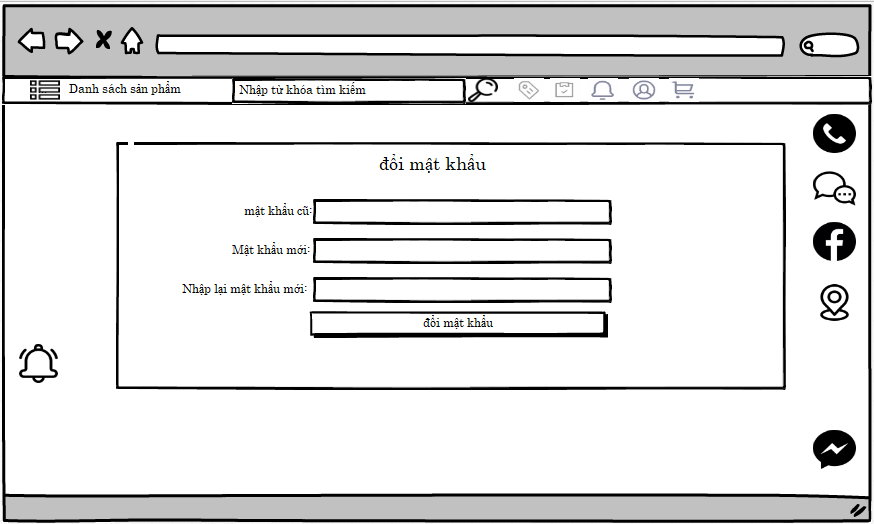 Danh sách sản phẩm
Nhập từ khóa tìm kiếm
đổi mật khẩu
mật khẩu cũ:
Mật khẩu mới:
Nhập lại mật khẩu mới:
đổi mật khẩu